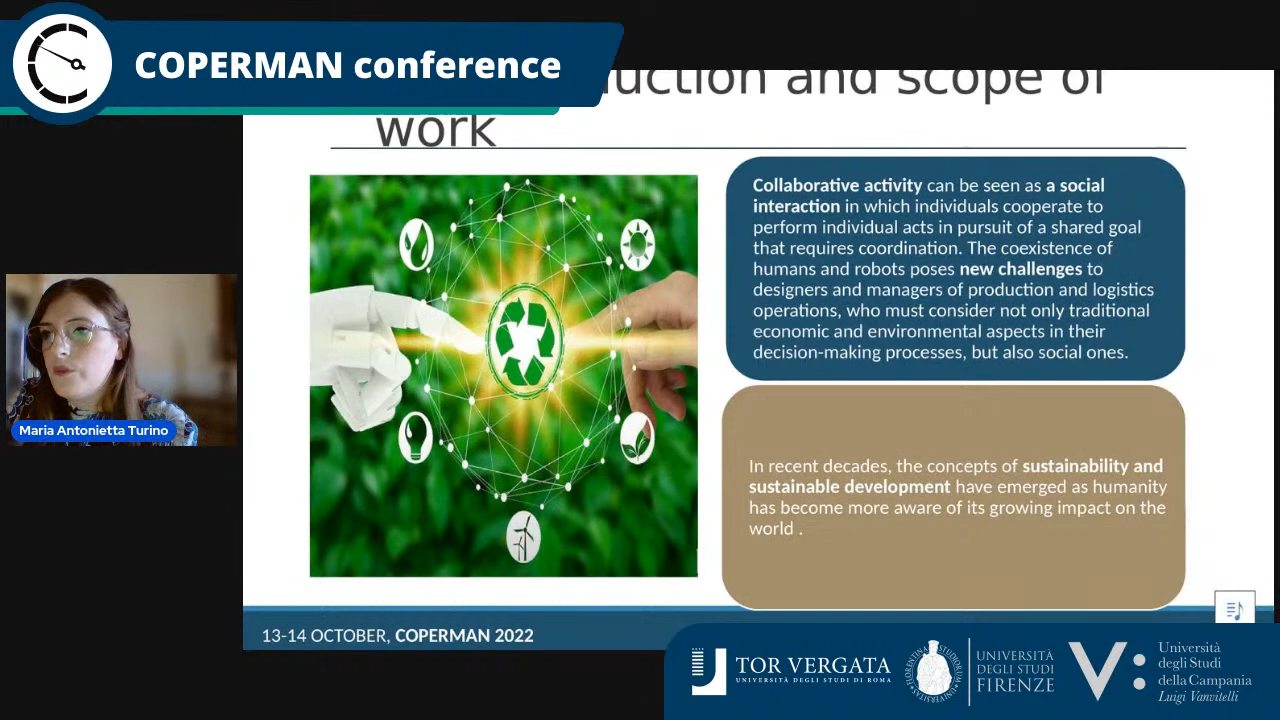 COPERMAN conference
uction and scope of
work
Collaborative activity can be seen as a social
interaction in which individuals cooperate to
perform individual acts in pursuit of a shared goal
that requires coordination. The coexistence of
humans and robots poses new challenges to
designers and managers of production and logistics
operations, who must consider not only traditional
economic and environmental aspects in their
decision-making processes, but also social ones.
In recent decades, the concepts of sustainability and
sustainable development have emerged as humanity
has become more aware of its growing impact on the
world .
Maria Antonietta Turino
13-14 OCTOBER, COPERMAN 2022
TOR VERGATA
UNIVERSITÀ DEGLI STUDI DI ROMA
FLORENTINA STUDIORUM
UNIVERSITÀ
DEGLI STUDI
FIRENZE
V:
Università
degli Studi
della Campania
Luigi Vanvitelli